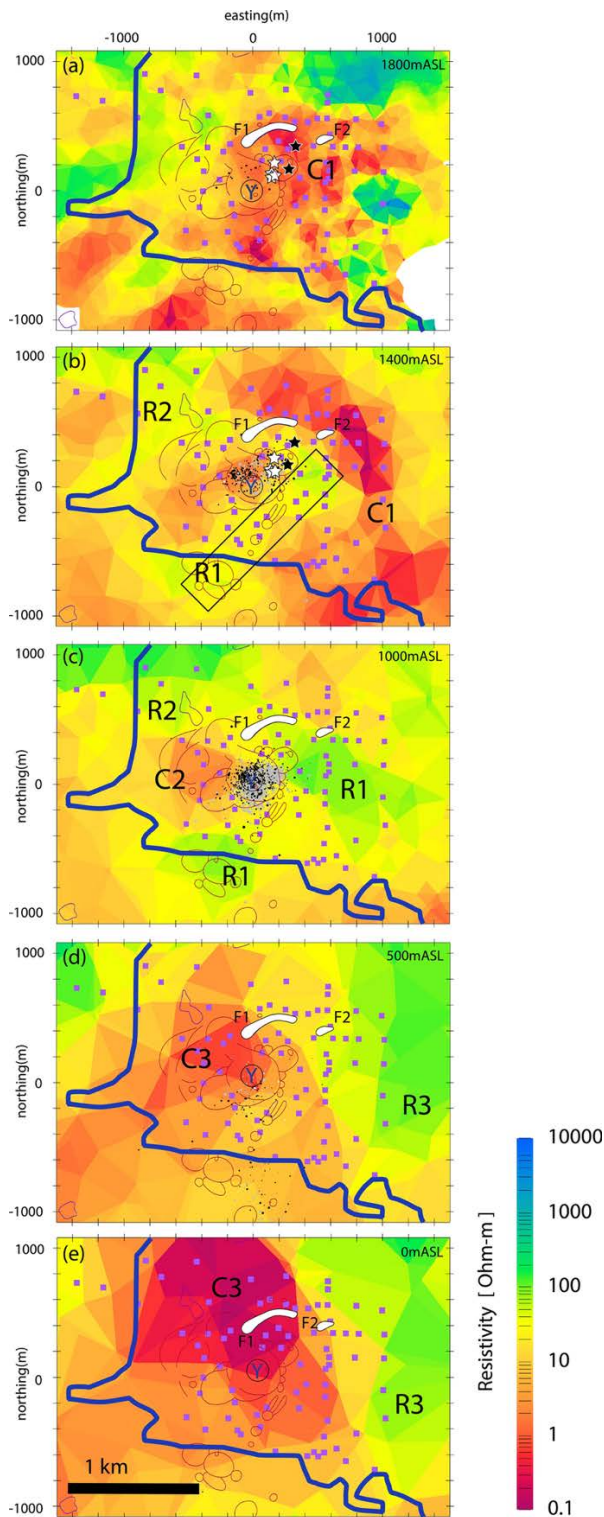 easting(m)
-1000 0 1000
(a) 1800mASL
1000
F1 F2
C1
northing(m)
0
Y
-1000
(b) 1400mASL
1000
R2
F1 F2
northing(m)
0
Y
C1
R1
-1000
(c) 1000mASL
1000
R2
F1 F2
C2
northing(m)
0
R1
R1
-1000
(d) 500mASL
1000
F1 F2
C3
Y
northing(m)
0
R3
-1000
(e) 0mASL
1000
C3
F1 F2
Y
northing(m)
0
R3
1 km
-1000
Resistivity [ Ohm-m ]
10000
1000
100
10
1
0.1